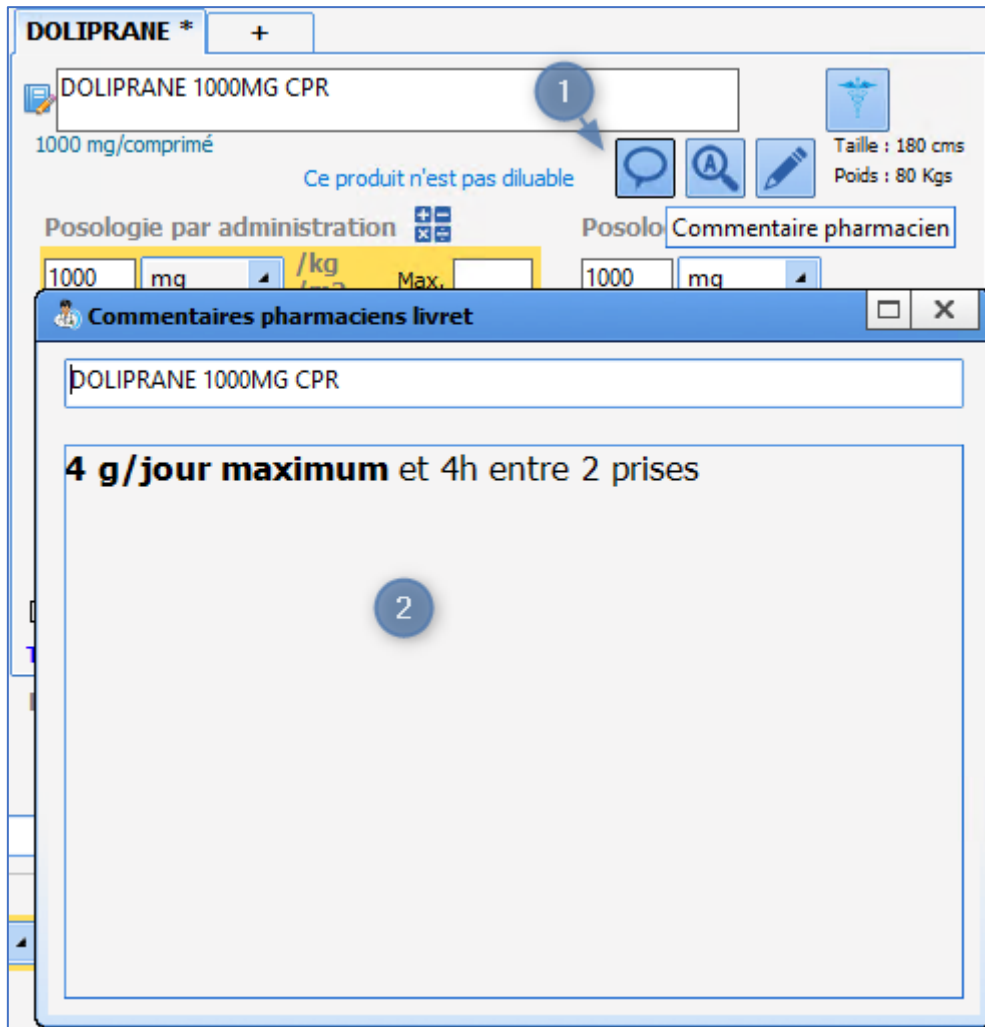 DOLIPRANE * +
DOLIPRANE 1000MG CPR
1
1000 mg/comprimé
Taille : 180 cms
Ce produit n'est pas diluable
A
Poids : 80 Kgs
Posologie par administration
Commentaire pharmacien
1000 mg /kg Max. 1000 mg
Commentaires pharmaciens livret
DOLIPRANE 1000MG CPR
4 g/jour maximum et 4h entre 2 prises
2